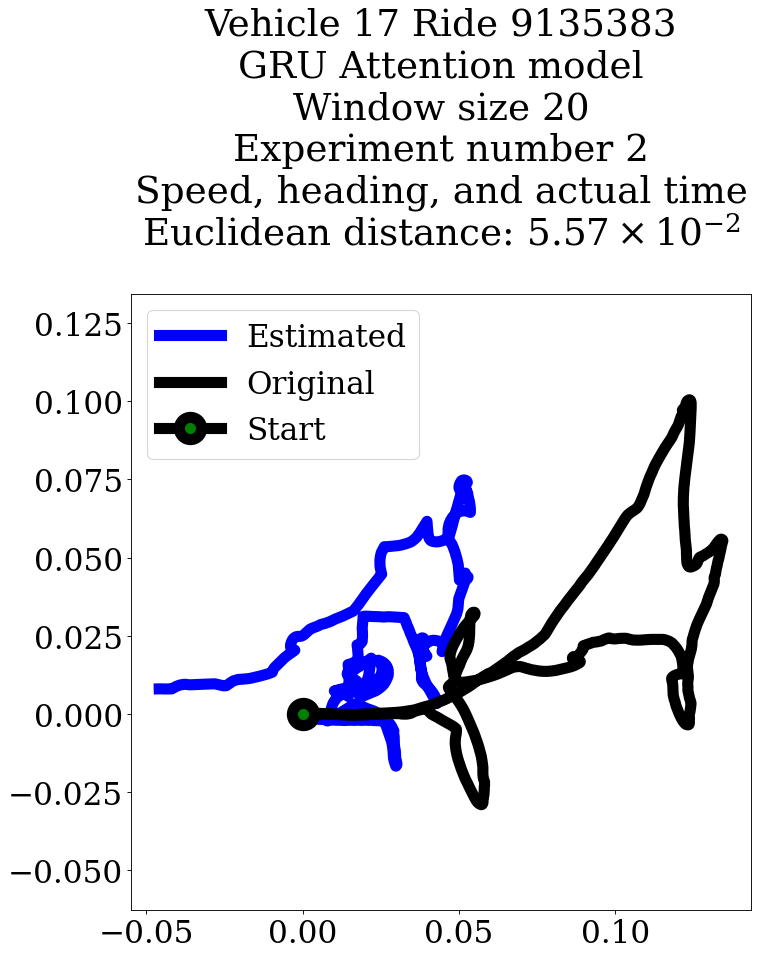 Vehicle 17 Ride 9135383
GRU Attention model
Window size 20
Experiment number 2
Speed, heading, and actual time
Euclidean distance: 5.57 × 10⁻²
Estimated
Original
Start
0.125
0.100
0.075
0.050
0.025
0.000
−0.025
−0.050
−0.05 0.00 0.05 0.10